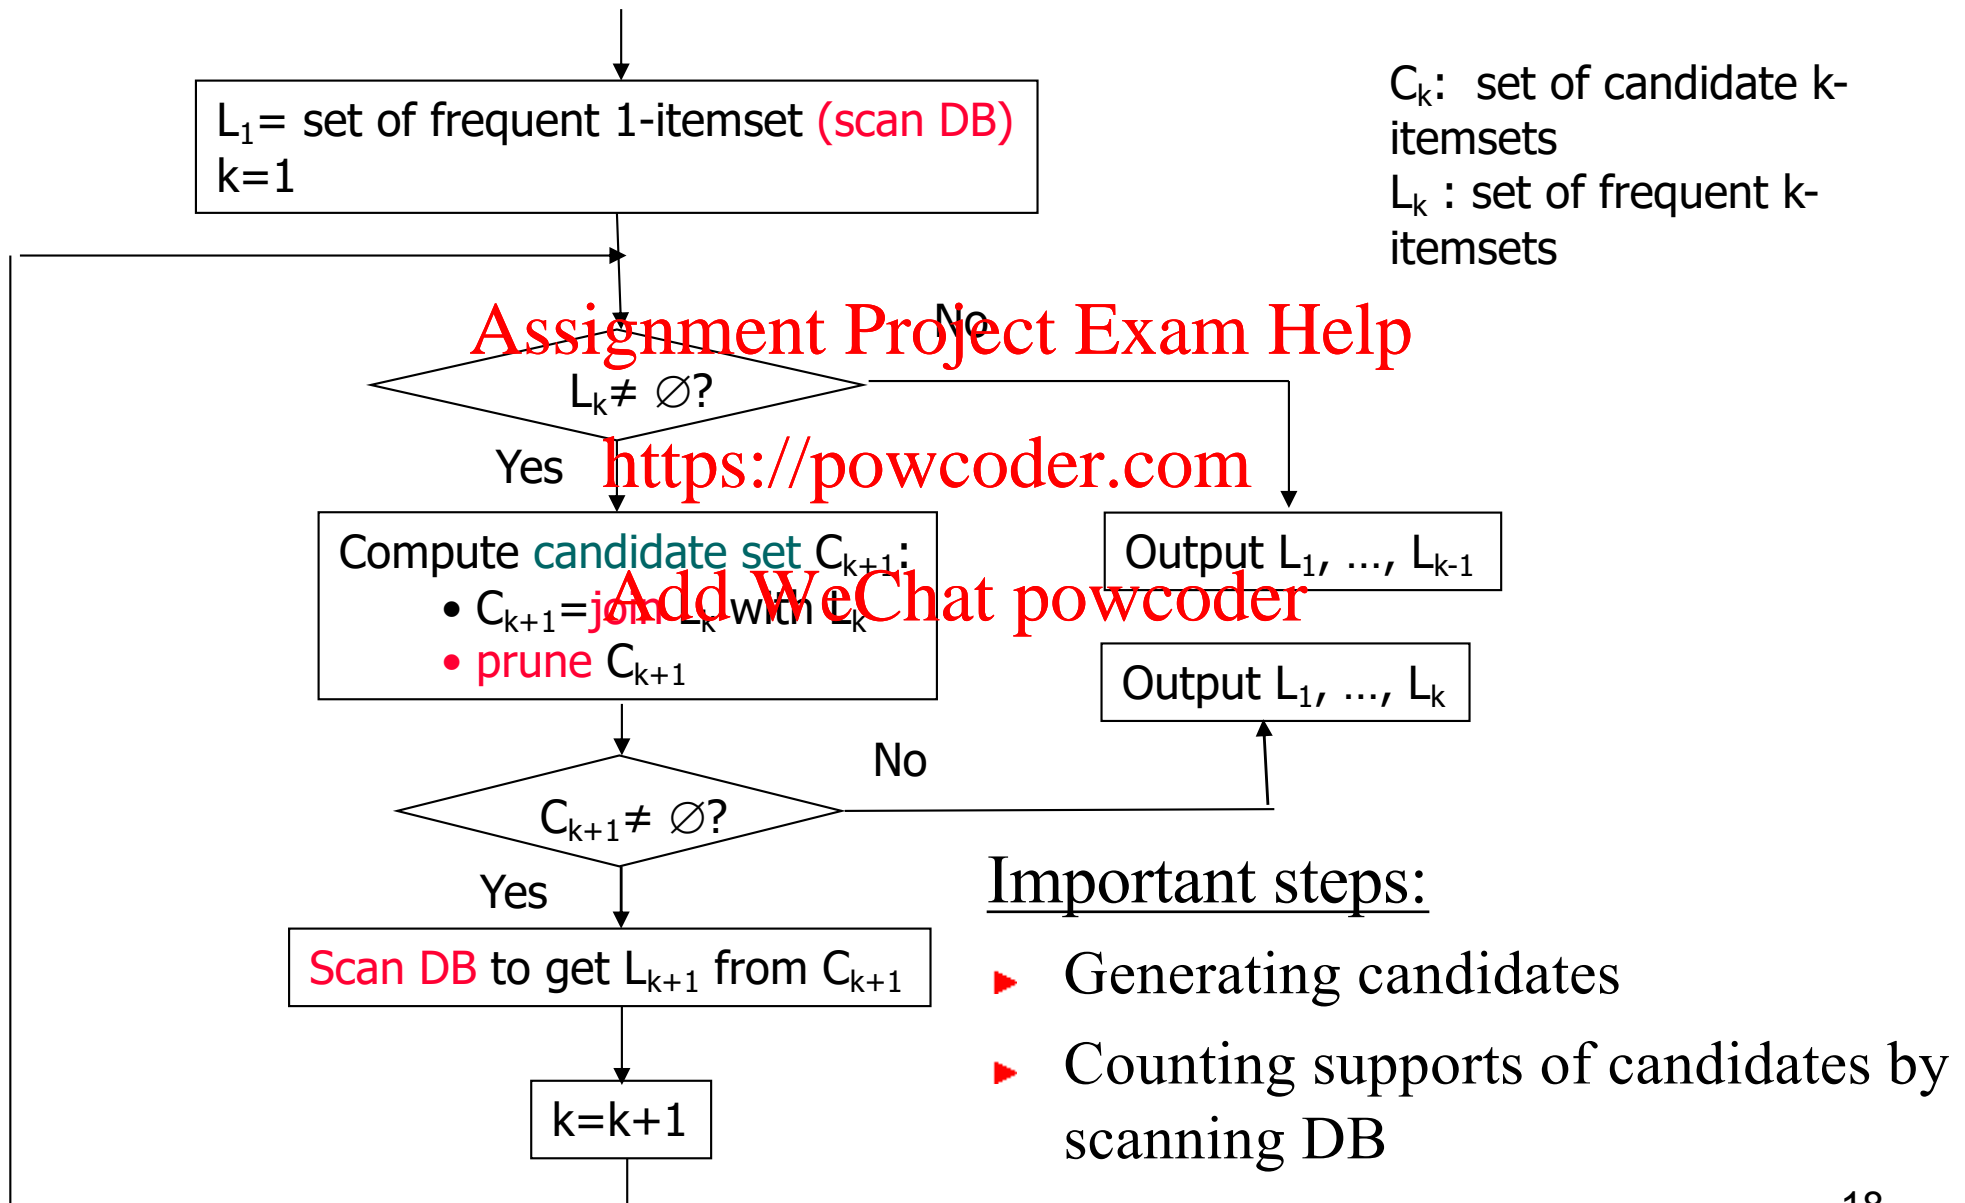 L₁= set of frequent 1-itemset (scan DB)
k=1
Cₖ: set of candidate k-
itemsets
Lₖ : set of frequent k-
itemsets
No
Assignment Project Exam Help
Lₖ≠ ∅?
Yes
https://powcoder.com
Compute candidate set Cₖ₊₁:
• Cₖ₊₁=join Lₖ with Lₖ
• prune Cₖ₊₁
Add WeChat powcoder
Output L₁, …, Lₖ₋₁
Output L₁, …, Lₖ
No
Cₖ₊₁≠ ∅?
Yes
Scan DB to get Lₖ₊₁ from Cₖ₊₁
k=k+1
Important steps:
Generating candidates
Counting supports of candidates by
scanning DB
18